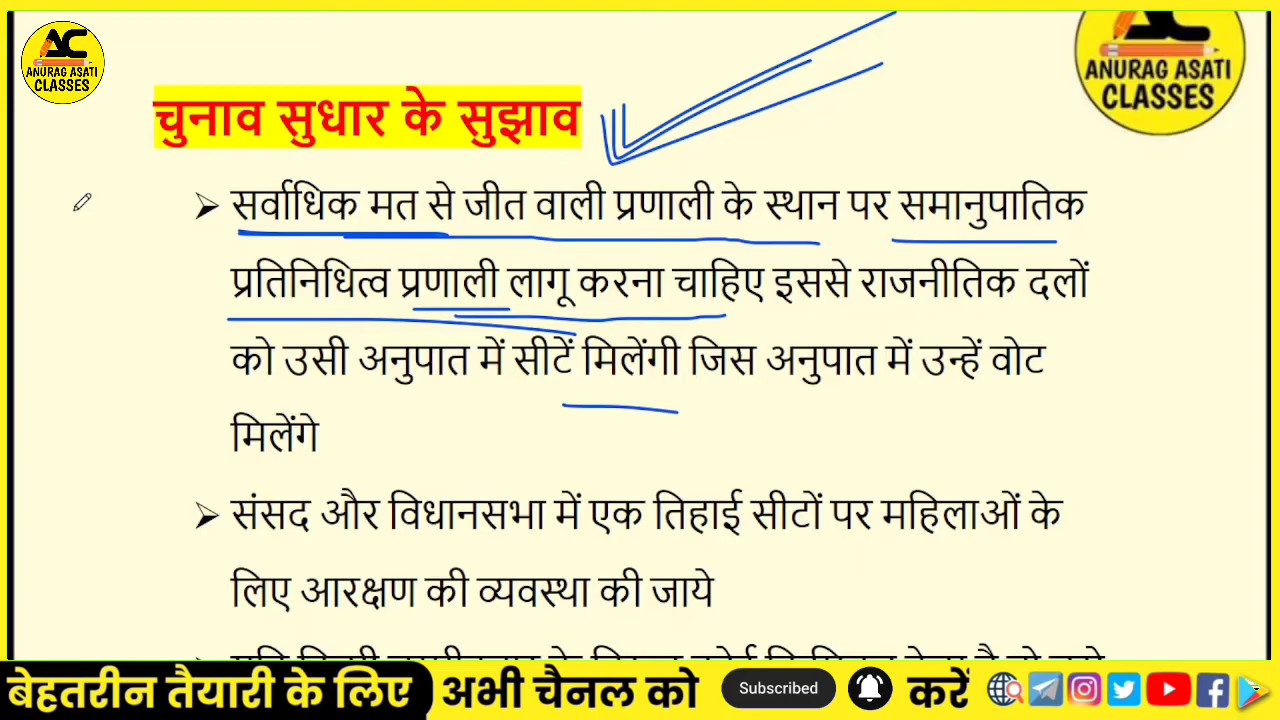 AC
ANURAG ASATI
CLASSES
AC
ANURAG ASATI
CLASSES
चुनाव सुधार के सुझाव
सर्वाधिक मत से जीत वाली प्रणाली के स्थान पर समानुपातिक
प्रतिनिधित्व प्रणाली लागू करना चाहिए इससे राजनीतिक दलों
को उसी अनुपात में सीटें मिलेंगी जिस अनुपात में उन्हें वोट
मिलेंगे
संसद और विधानसभा में एक तिहाई सीटों पर महिलाओं के
लिए आरक्षण की व्यवस्था की जाये
बेहतरीन तैयारी के लिए अभी चैनल को Subscribed करें